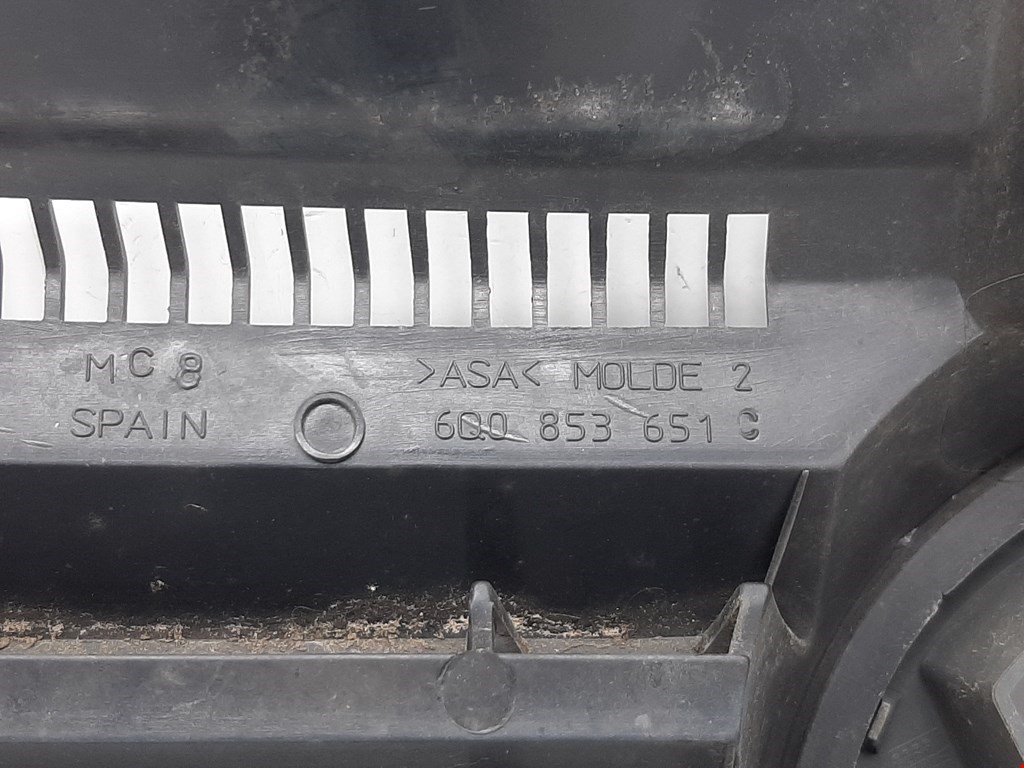 MC 8 >ASA< MOLDE 2
SPAIN 6Q0 853 651 C